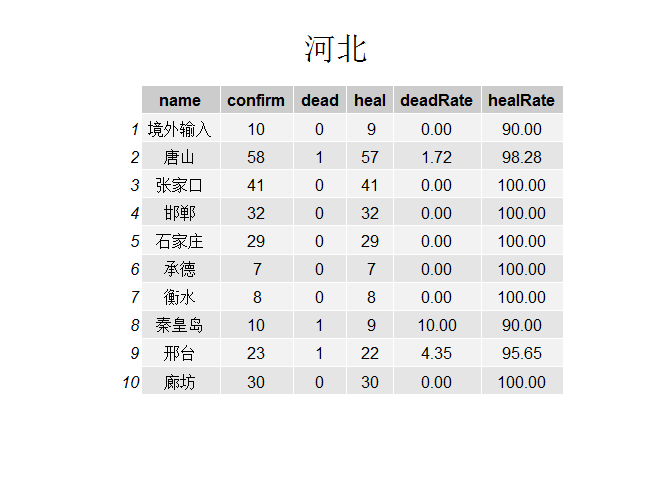 河北
name confirm dead heal deadRate healRate
1 境外输入 10 0 9 0.00 90.00
2 唐山 58 1 57 1.72 98.28
3 张家口 41 0 41 0.00 100.00
4 邯郸 32 0 32 0.00 100.00
5 石家庄 29 0 29 0.00 100.00
6 承德 7 0 7 0.00 100.00
7 衡水 8 0 8 0.00 100.00
8 秦皇岛 10 1 9 10.00 90.00
9 邢台 23 1 22 4.35 95.65
10 廊坊 30 0 30 0.00 100.00